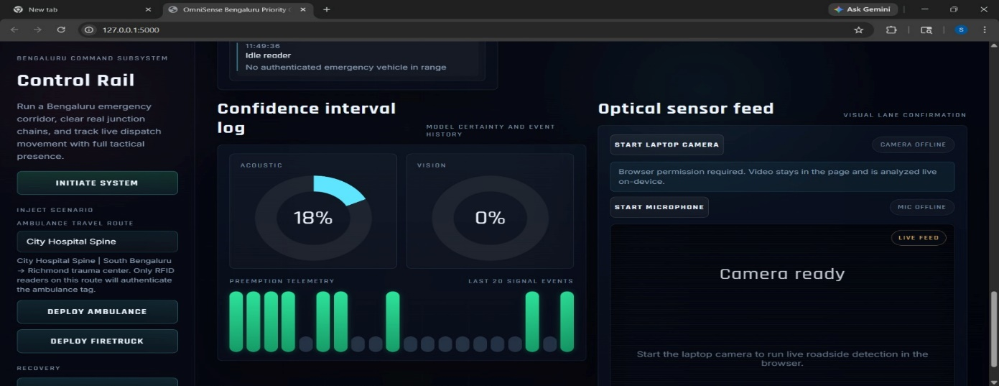 New tab
OmniSense Bengaluru Priority
Ask Gemini
127.0.0.1:5000
S
BENGALURU COMMAND SUBSYSTEM
Control Rail
Run a Bengaluru emergency
corridor, clear real junction
chains, and track live dispatch
movement with full tactical
presence.
INITIATE SYSTEM
INJECT SCENARIO
AMBULANCE TRAVEL ROUTE
City Hospital Spine
City Hospital Spine | South Bengaluru
→ Richmond trauma center. Only RFID
readers on this route will authenticate
the ambulance tag.
DEPLOY AMBULANCE
DEPLOY FIRETRUCK
RECOVERY
11:49:36
Idle reader
No authenticated emergency vehicle in range
Confidence interval
log
MODEL CERTAINTY AND EVENT
HISTORY
ACOUSTIC
18%
VISION
0%
PREEMPTION TELEMETRY
LAST 20 SIGNAL EVENTS
Optical sensor feed
VISUAL LANE CONFIRMATION
START LAPTOP CAMERA
CAMERA OFFLINE
Browser permission required. Video stays in the page and is analyzed live
on-device.
START MICROPHONE
MIC OFFLINE
LIVE FEED
Camera ready
Start the laptop camera to run live roadside detection in the
browser.